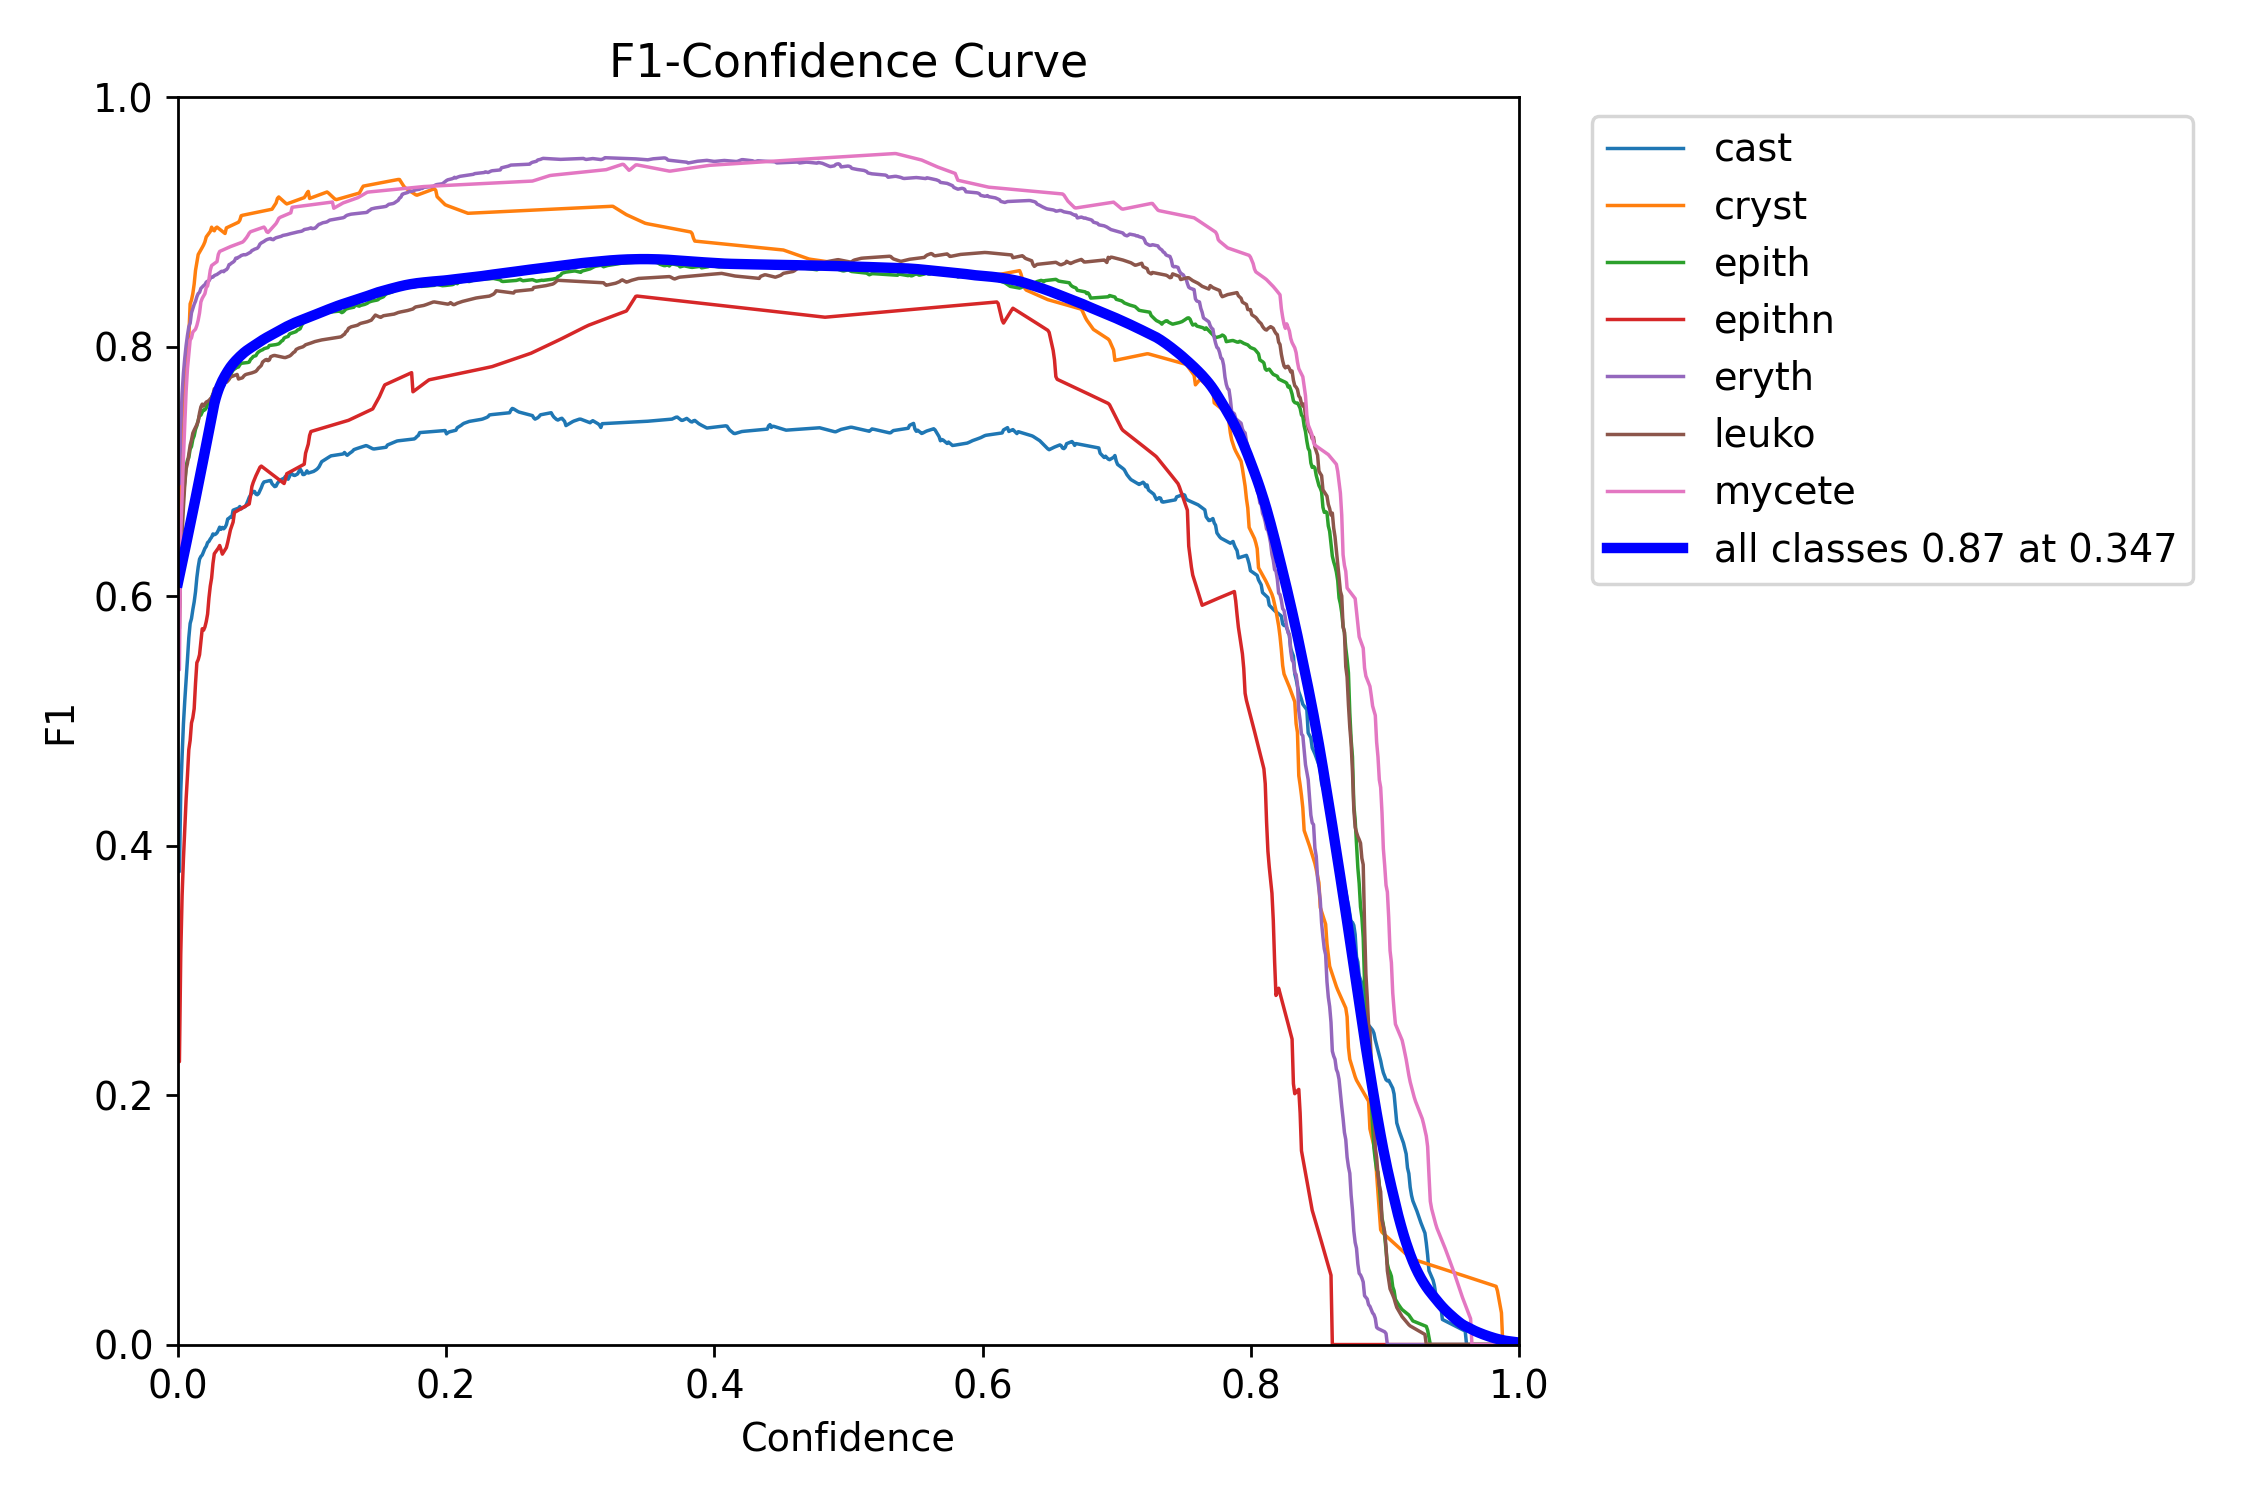 F1-Confidence Curve
1.0
0.8
0.6
0.4
0.2
0.0
F1
0.0 0.2 0.4 0.6 0.8 1.0
Confidence
cast
cryst
epith
epithn
eryth
leuko
mycete
all classes 0.87 at 0.347